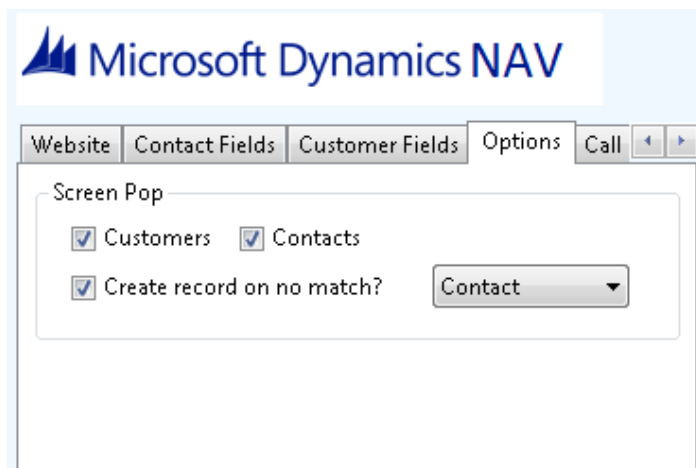 Microsoft Dynamics NAV
Website Contact Fields Customer Fields Options Call
Screen Pop
Customers Contacts
Create record on no match? Contact